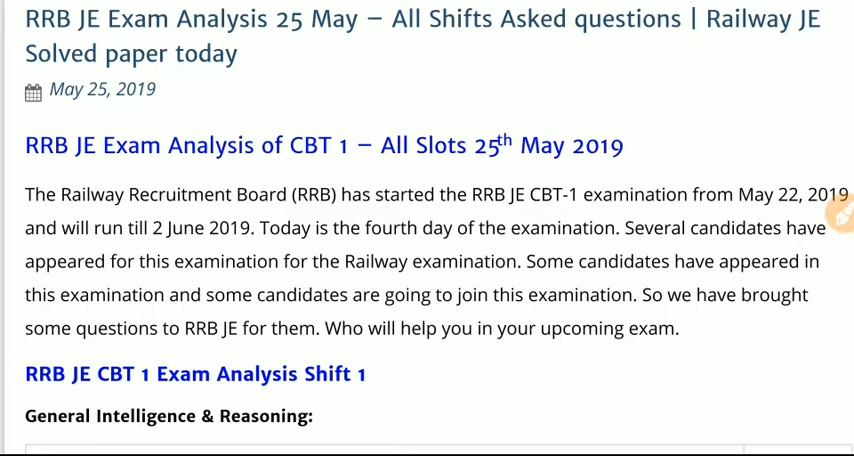 RRB JE Exam Analysis 25 May – All Shifts Asked questions | Railway JE
Solved paper today
May 25, 2019
RRB JE Exam Analysis of CBT 1 – All Slots 25th May 2019
The Railway Recruitment Board (RRB) has started the RRB JE CBT-1 examination from May 22, 2019
and will run till 2 June 2019. Today is the fourth day of the examination. Several candidates have
appeared for this examination for the Railway examination. Some candidates have appeared in
this examination and some candidates are going to join this examination. So we have brought
some questions to RRB JE for them. Who will help you in your upcoming exam.
RRB JE CBT 1 Exam Analysis Shift 1
General Intelligence & Reasoning: